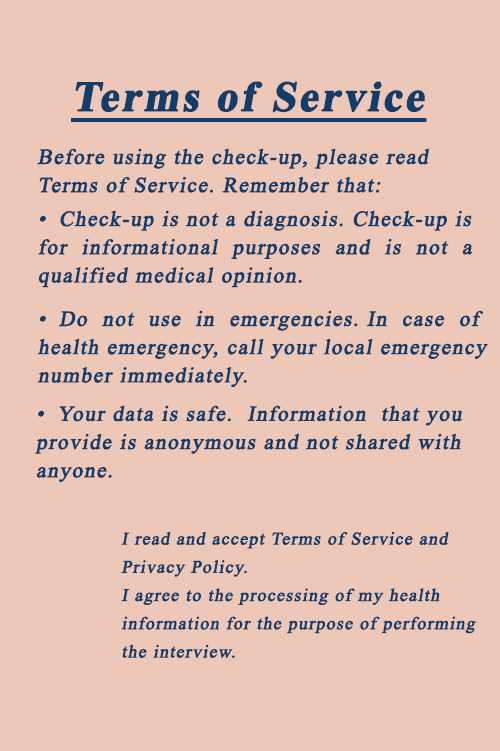 Terms of Service
Before using the check-up, please read
Terms of Service. Remember that:
• Check-up is not a diagnosis. Check-up is
for informational purposes and is not a
qualified medical opinion.
• Do not use in emergencies. In case of
health emergency, call your local emergency
number immediately.
• Your data is safe. Information that you
provide is anonymous and not shared with
anyone.
I read and accept Terms of Service and
Privacy Policy.
I agree to the processing of my health
information for the purpose of performing
the interview.